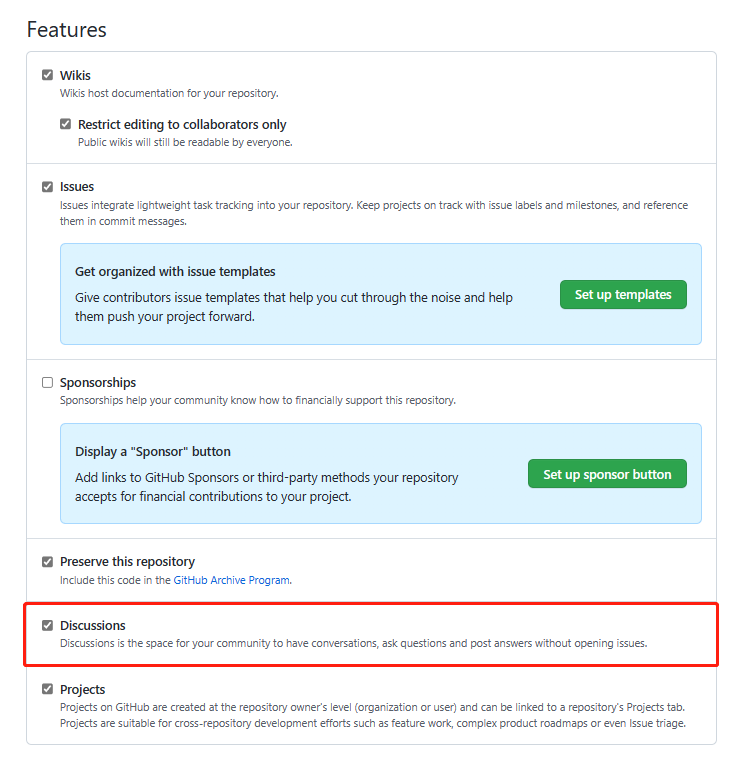 Features
Wikis
Wikis host documentation for your repository.
Restrict editing to collaborators only
Public wikis will still be readable by everyone.
Issues
Issues integrate lightweight task tracking into your repository. Keep projects on track with issue labels and milestones, and reference
them in commit messages.
Get organized with issue templates
Give contributors issue templates that help you cut through the noise and help
them push your project forward.
Set up templates
Sponsorships
Sponsorships help your community know how to financially support this repository.
Display a "Sponsor" button
Add links to GitHub Sponsors or third-party methods your repository
accepts for financial contributions to your project.
Set up sponsor button
Preserve this repository
Include this code in the GitHub Archive Program.
Discussions
Discussions is the space for your community to have conversations, ask questions and post answers without opening issues.
Projects
Projects on GitHub are created at the repository owner's level (organization or user) and can be linked to a repository's Projects tab.
Projects are suitable for cross-repository development efforts such as feature work, complex product roadmaps or even Issue triage.